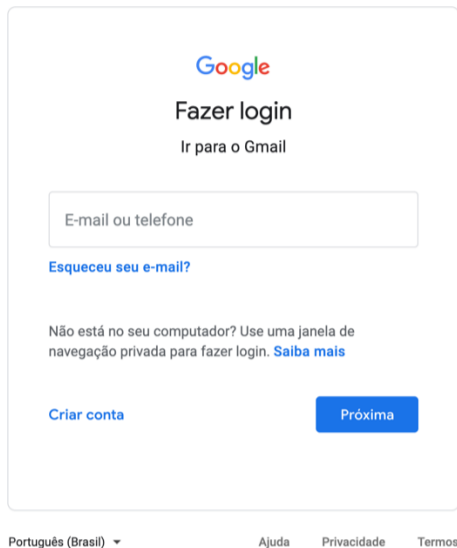 Google
Fazer login
Ir para o Gmail
E-mail ou telefone
Esqueceu seu e-mail?
Não está no seu computador? Use uma janela de
navegação privada para fazer login. Saiba mais
Criar conta
Próxima
Português (Brasil)
Ajuda
Privacidade
Termos